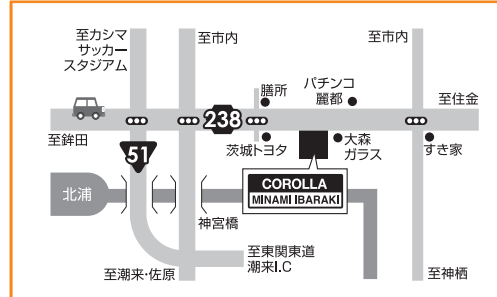 至カシマ
サッカー
スタジアム
至市内
至市内
膳所
パチンコ
麗都
至住金
238
至鉾田
51
茨城トヨタ
大森
ガラス
すき家
北浦
COROLLA
MINAMI IBARAKI
神宮橋
至東関東道
潮来I.C
至潮来・佐原
至神栖